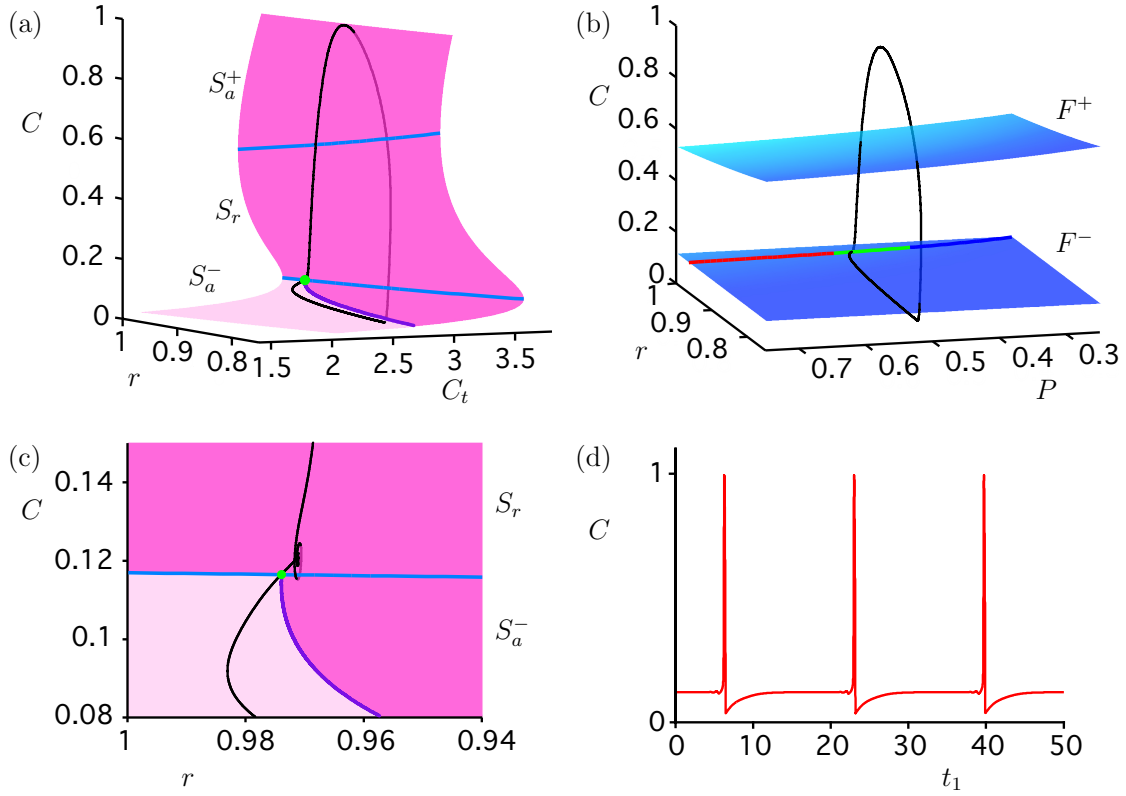 (a)
1
0.8
0.6
0.4
0.2
0
C
S_a^+
S_r
S_a^-
1
0.9
0.8
r
1.5
2
2.5
3
3.5
C_t
(b)
1
0.8
0.6
0.4
0.2
0
C
F^+
F^-
1
0.9
0.8
r
0.7
0.6
0.5
0.4
0.3
P
(c)
0.14
0.12
0.1
0.08
C
S_r
S_a^-
1
0.98
0.96
0.94
r
(d)
1
0
C
0
10
20
30
40
50
t_1